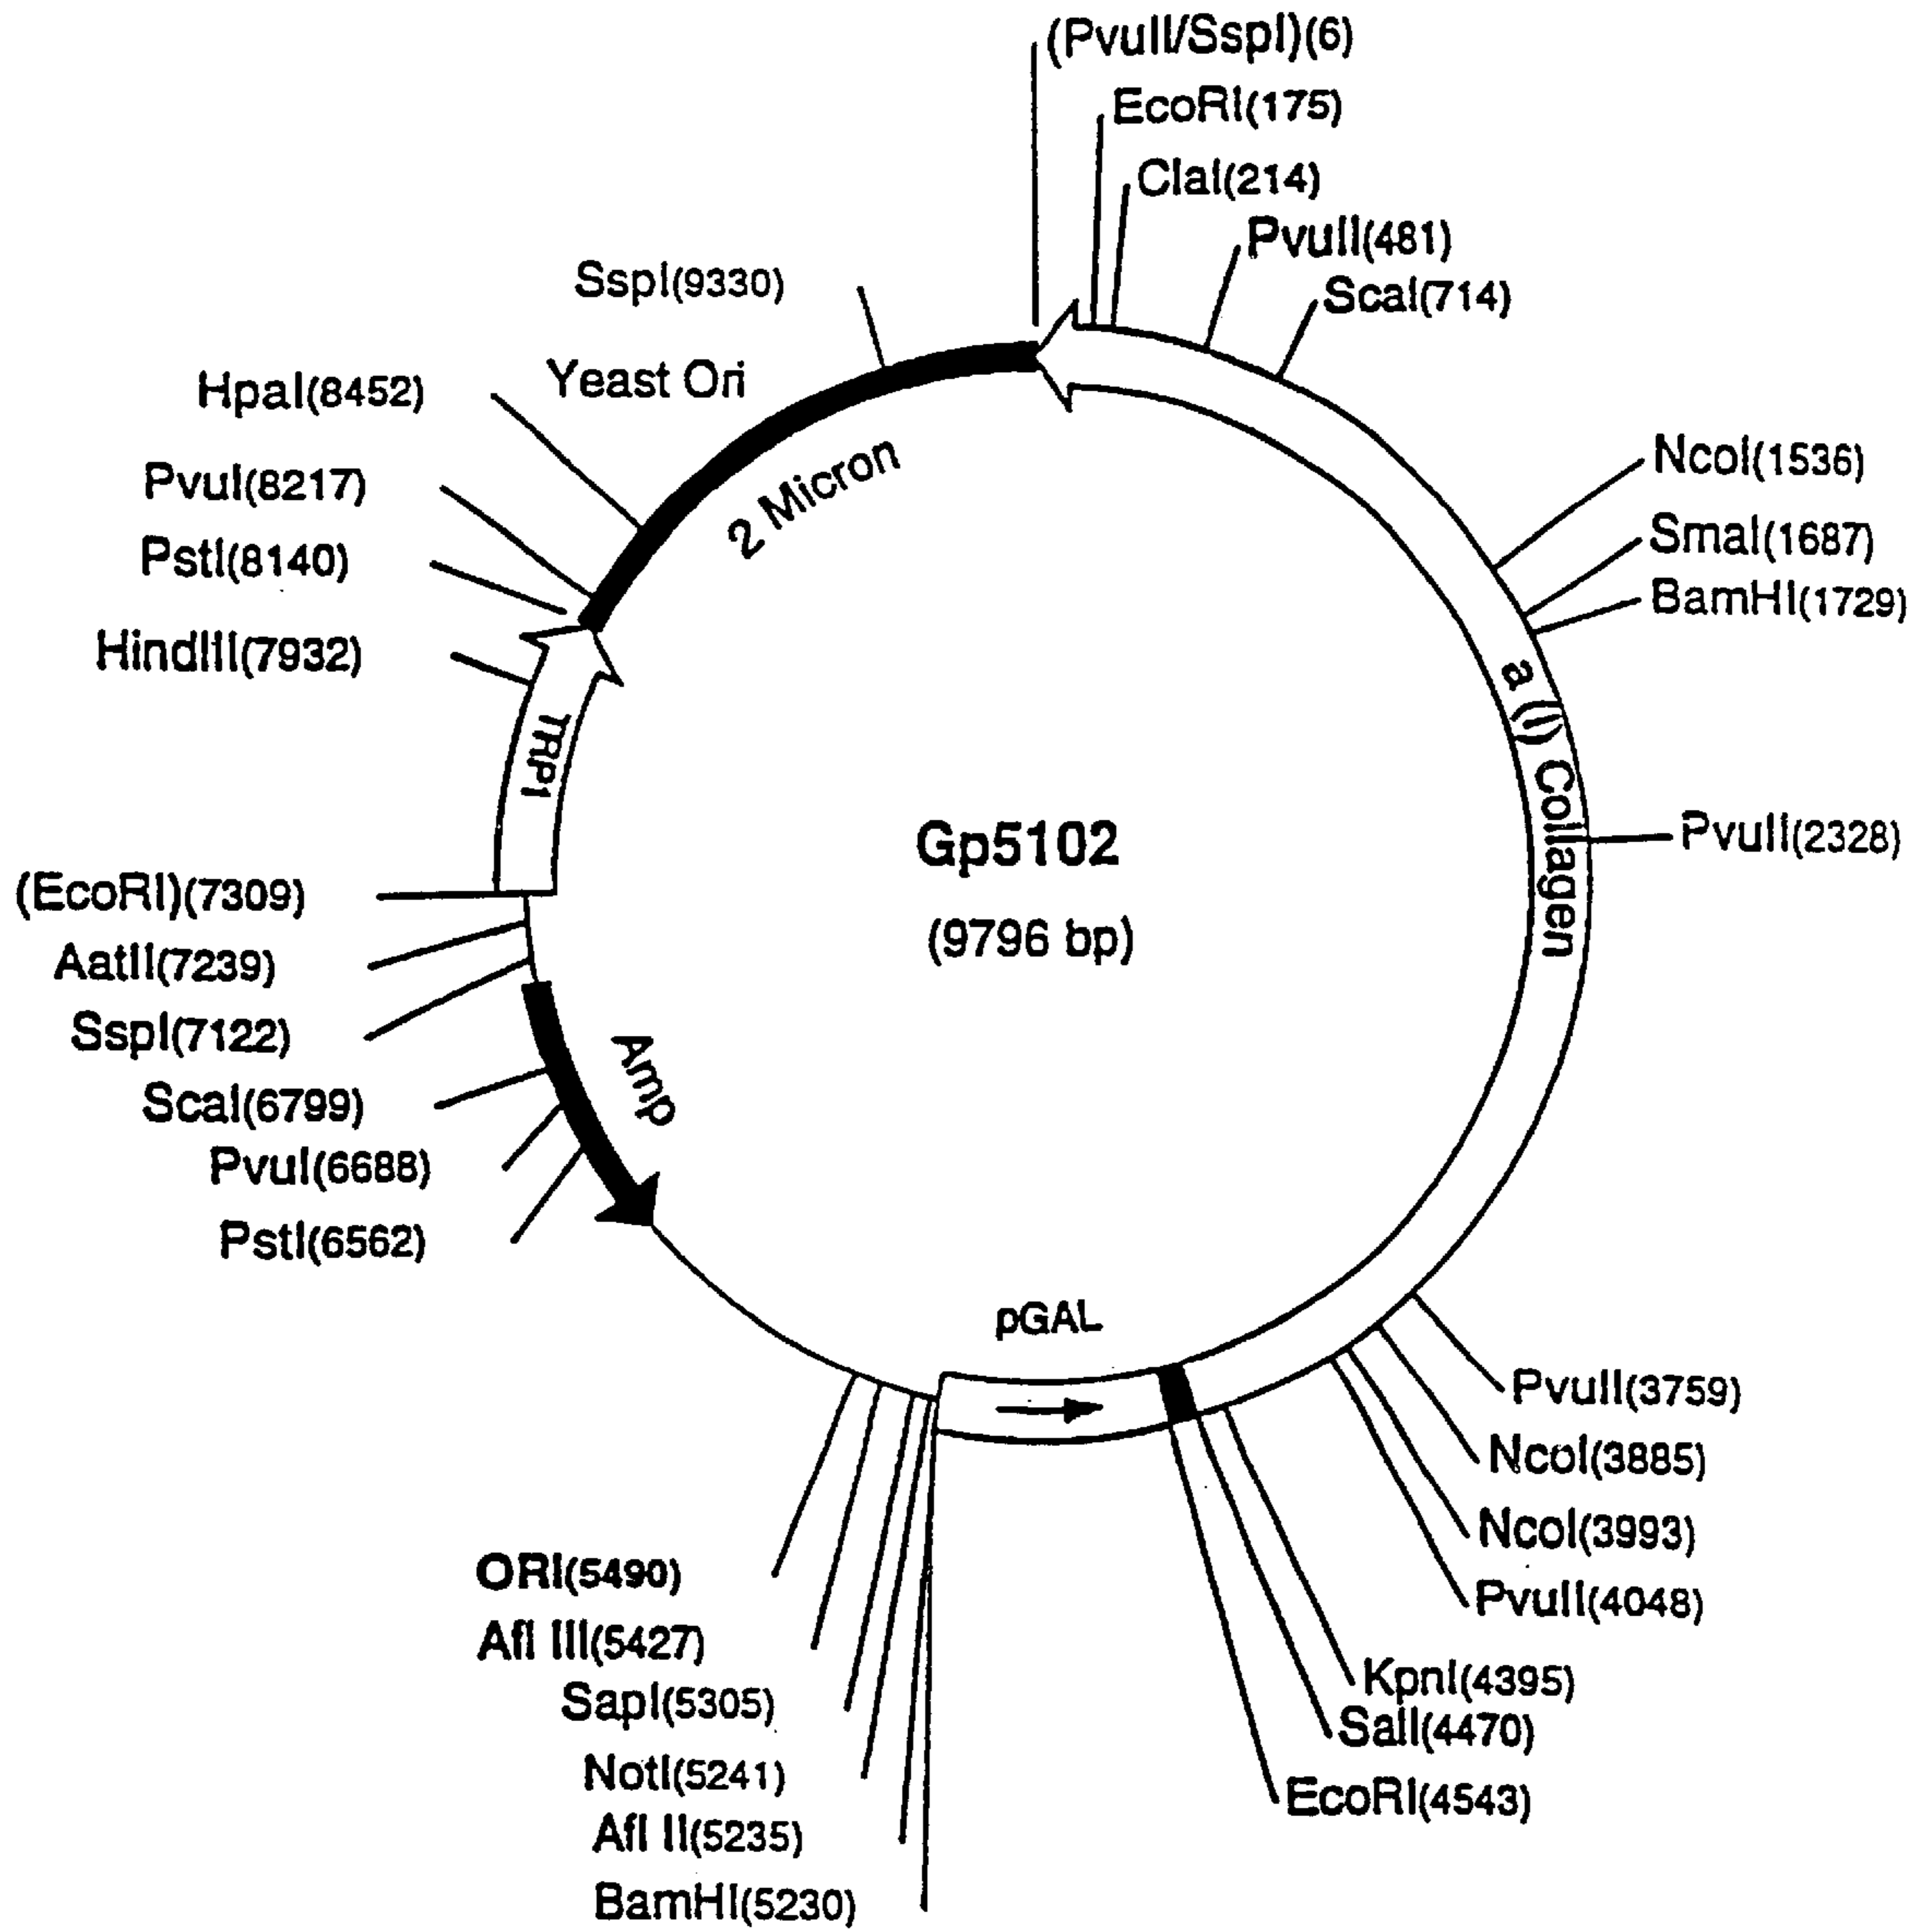 (PvuII/SspI)(6)
EcoRI(175)
ClaI(214)
PvuII(481)
ScaI(714)
NcoI(1536)
SmaI(1687)
BamHI(1729)
a (I) Collagen
PvuII(2328)
PvuII(3759)
NcoI(3885)
NcoI(3993)
PvuII(4048)
KpnI(4395)
SalI(4470)
EcoRI(4543)
pGAL
BamHI(5230)
Afl II(5235)
NotI(5241)
SapI(5305)
Afl III(5427)
ORI(5490)
PstI(6562)
PvuI(6688)
ScaI(6799)
Amp
SspI(7122)
AatII(7239)
(EcoRI)(7309)
TRP1
HindIII(7932)
PstI(8140)
PvuI(8217)
HpaI(8452)
2 Micron
Yeast Ori
SspI(9330)
Gp5102
(9796 bp)